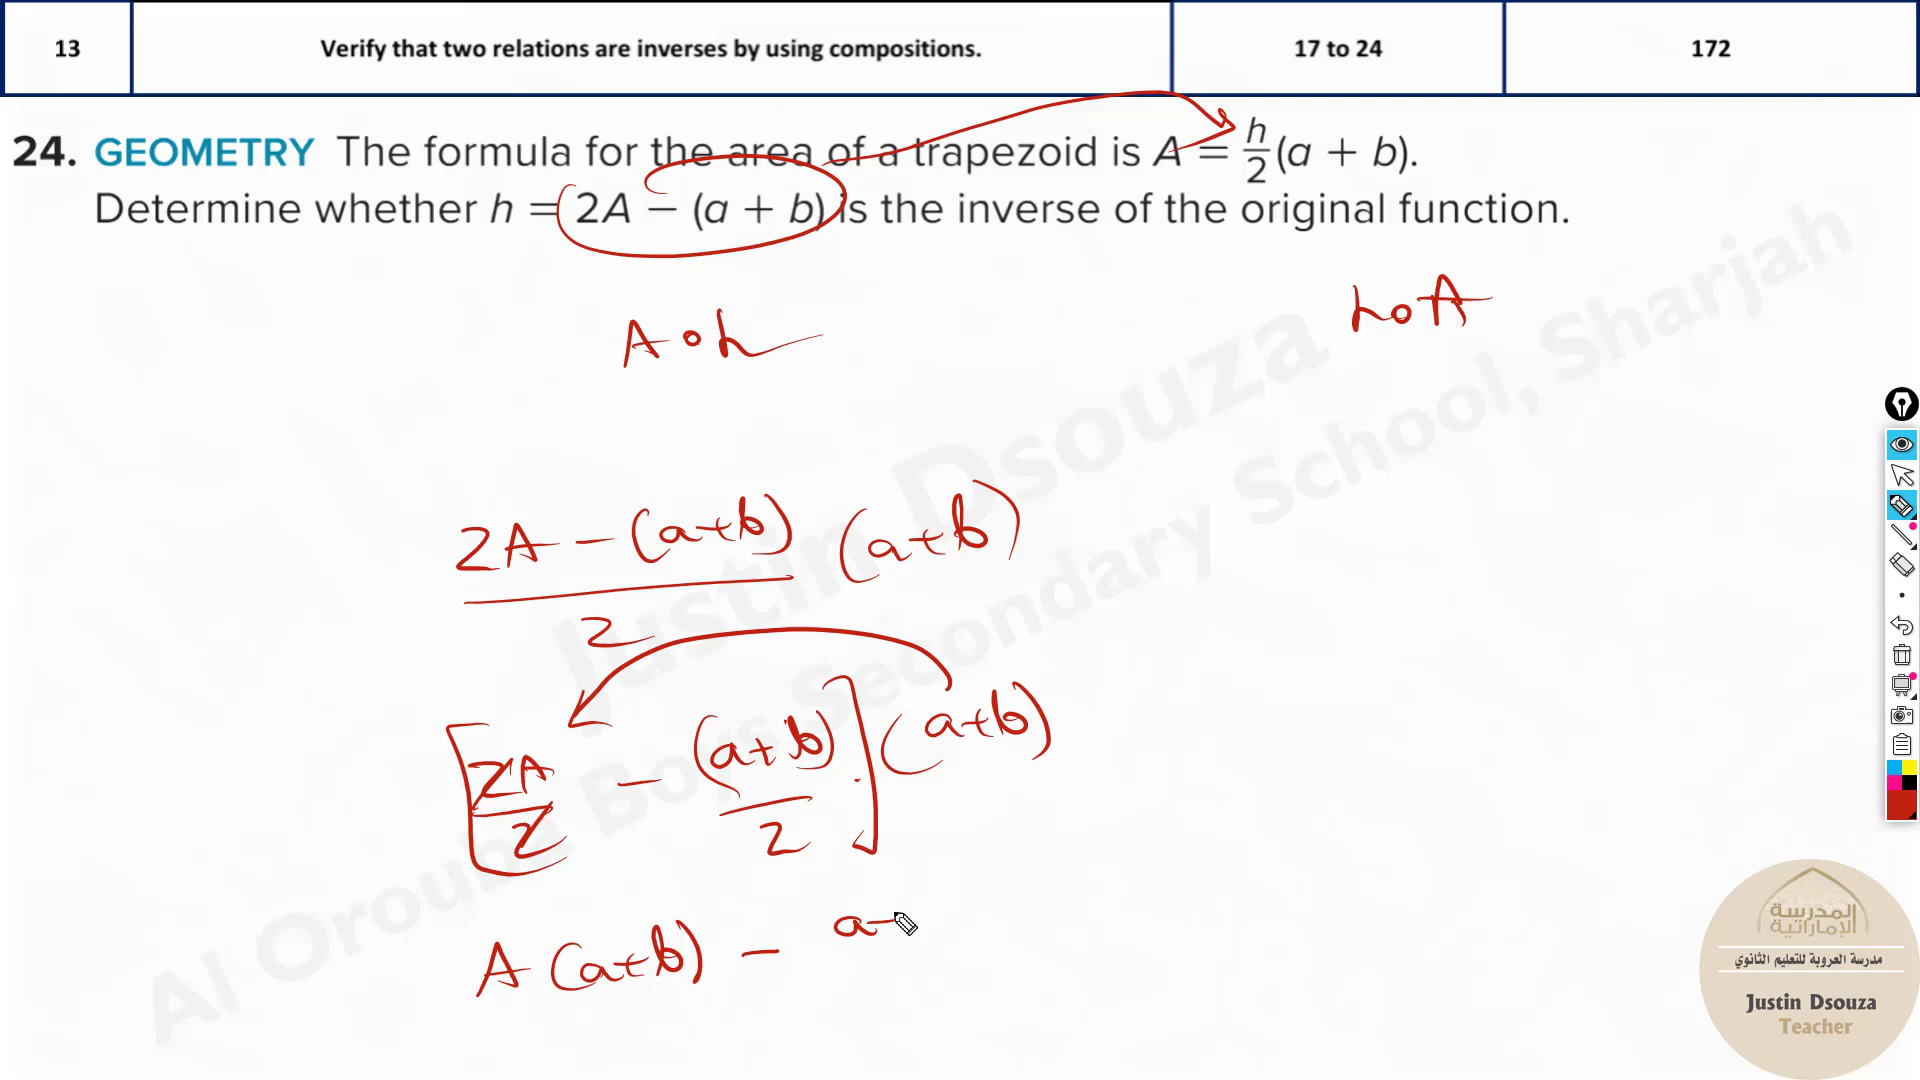 13 Verify that two relations are inverses by using compositions. 17 to 24 172
24. GEOMETRY The formula for the area of a trapezoid is A = h/2 (a + b).
Determine whether h = 2A − (a + b) is the inverse of the original function.
A∘h
h∘A
2A − (a+b) (a+b)
2
[2A/2 − (a+b)/2] . (a+b)
A (a+b) − a
Justin Dsouza
Al Orouba Boys Secondary School, Sharjah
المدرسة
الإماراتية
مدرسة العروبة للتعليم الثانوي
Justin Dsouza
Teacher